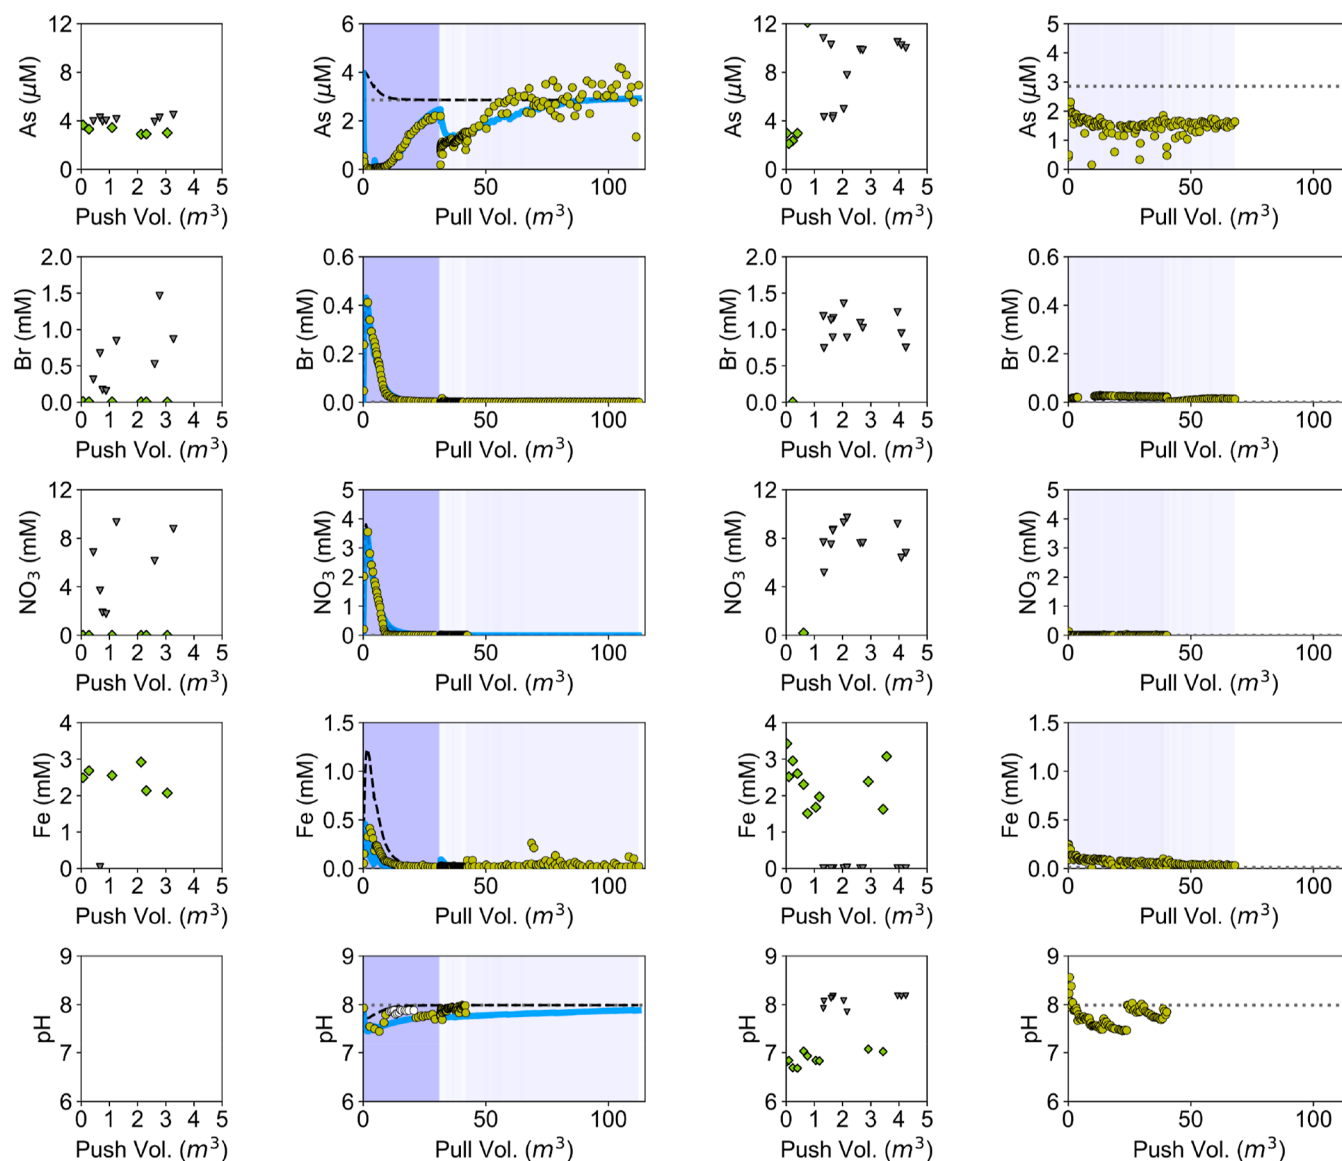 12
8
4
0
As (µM)
0 1 2 3 4 5
Push Vol. (m³)
6
4
2
0
As (µM)
0 50 100
Pull Vol. (m³)
12
8
4
0
As (µM)
0 1 2 3 4 5
Push Vol. (m³)
5
4
3
2
1
0
As (µM)
0 50 100
Pull Vol. (m³)
2.0
1.5
1.0
0.5
0.0
Br (mM)
0 1 2 3 4 5
Push Vol. (m³)
0.6
0.4
0.2
0.0
Br (mM)
0 50 100
Pull Vol. (m³)
2.0
1.5
1.0
0.5
0.0
Br (mM)
0 1 2 3 4 5
Push Vol. (m³)
0.6
0.4
0.2
0.0
Br (mM)
0 50 100
Pull Vol. (m³)
12
8
4
0
NO₃ (mM)
0 1 2 3 4 5
Push Vol. (m³)
5
4
3
2
1
0
NO₃ (mM)
0 50 100
Pull Vol. (m³)
12
8
4
0
NO₃ (mM)
0 1 2 3 4 5
Push Vol. (m³)
5
4
3
2
1
0
NO₃ (mM)
0 50 100
Pull Vol. (m³)
4
3
2
1
0
Fe (mM)
0 1 2 3 4 5
Push Vol. (m³)
1.5
1.0
0.5
0.0
Fe (mM)
0 50 100
Pull Vol. (m³)
4
3
2
1
0
Fe (mM)
0 1 2 3 4 5
Push Vol. (m³)
1.5
1.0
0.5
0.0
Fe (mM)
0 50 100
Pull Vol. (m³)
9
8
7
6
pH
0 1 2 3 4 5
Push Vol. (m³)
9
8
7
6
pH
0 50 100
Pull Vol. (m³)
9
8
7
6
pH
0 1 2 3 4 5
Push Vol. (m³)
9
8
7
6
pH
0 50 100
Push Vol. (m³)